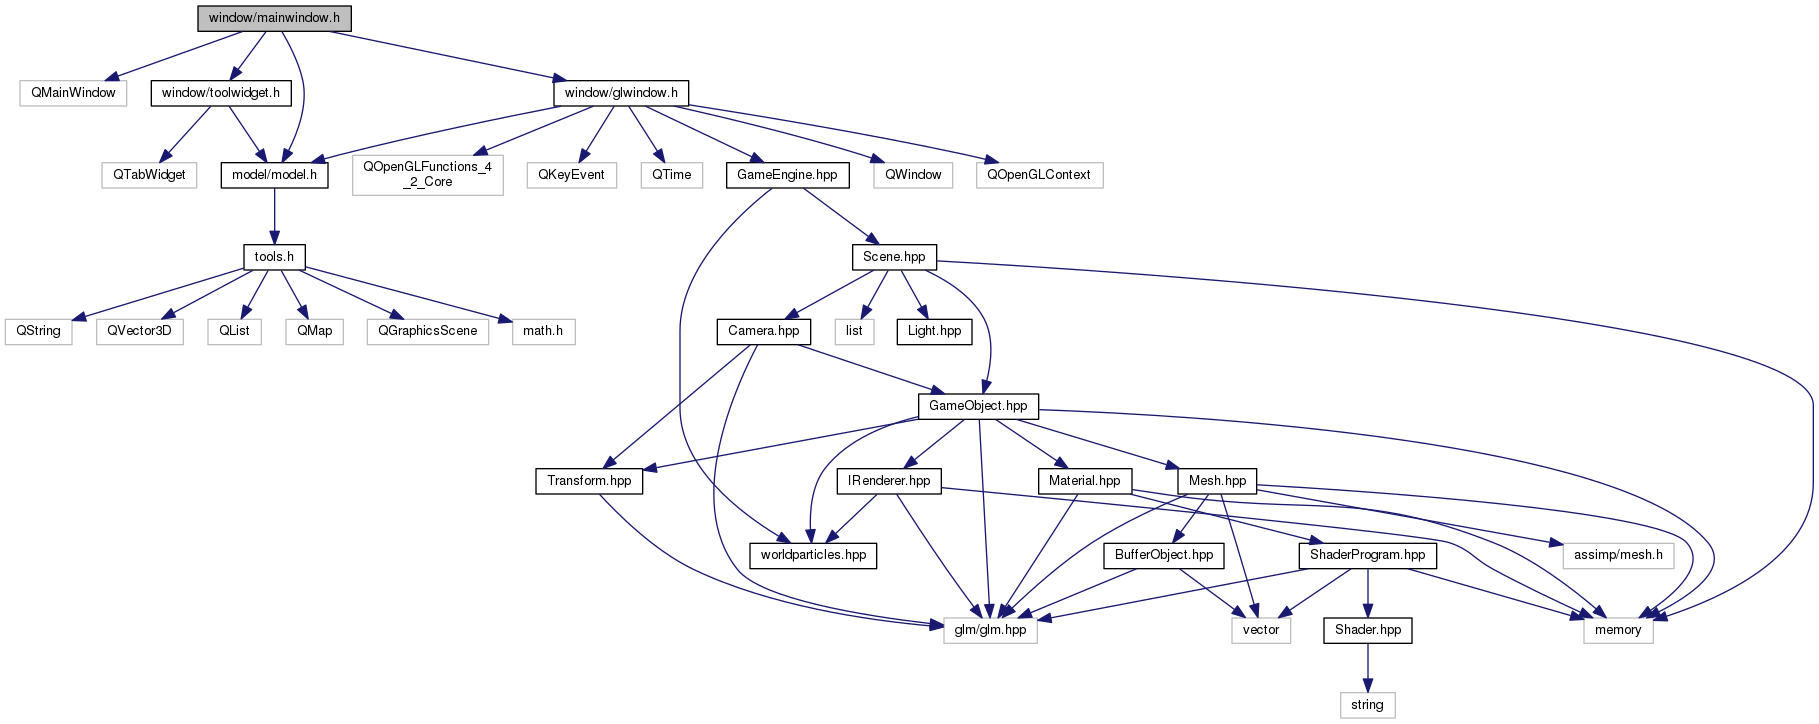 window/mainwindow.h
QMainWindow
window/toolwidget.h
window/glwindow.h
QTabWidget
model/model.h
QOpenGLFunctions_4
_2_Core
QKeyEvent
QTime
GameEngine.hpp
QWindow
QOpenGLContext
tools.h
Scene.hpp
QString
QVector3D
QList
QMap
QGraphicsScene
math.h
Camera.hpp
list
Light.hpp
GameObject.hpp
Transform.hpp
IRenderer.hpp
Material.hpp
Mesh.hpp
worldparticles.hpp
BufferObject.hpp
ShaderProgram.hpp
assimp/mesh.h
glm/glm.hpp
vector
Shader.hpp
memory
string